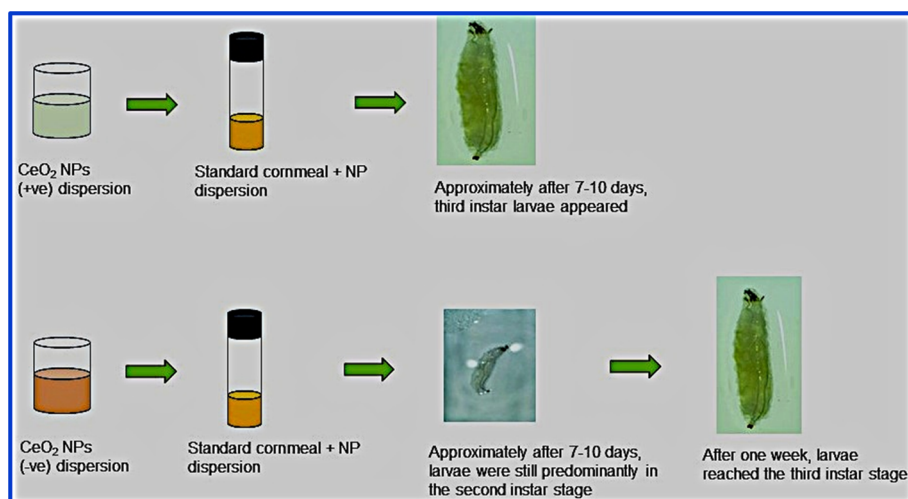 CeO2 NPs
(+ve) dispersion
Standard cornmeal + NP
dispersion
Approximately after 7-10 days,
third instar larvae appeared
CeO2 NPs
(-ve) dispersion
Standard cornmeal + NP
dispersion
Approximately after 7-10 days,
larvae were still predominantly in
the second instar stage
After one week, larvae
reached the third instar stage